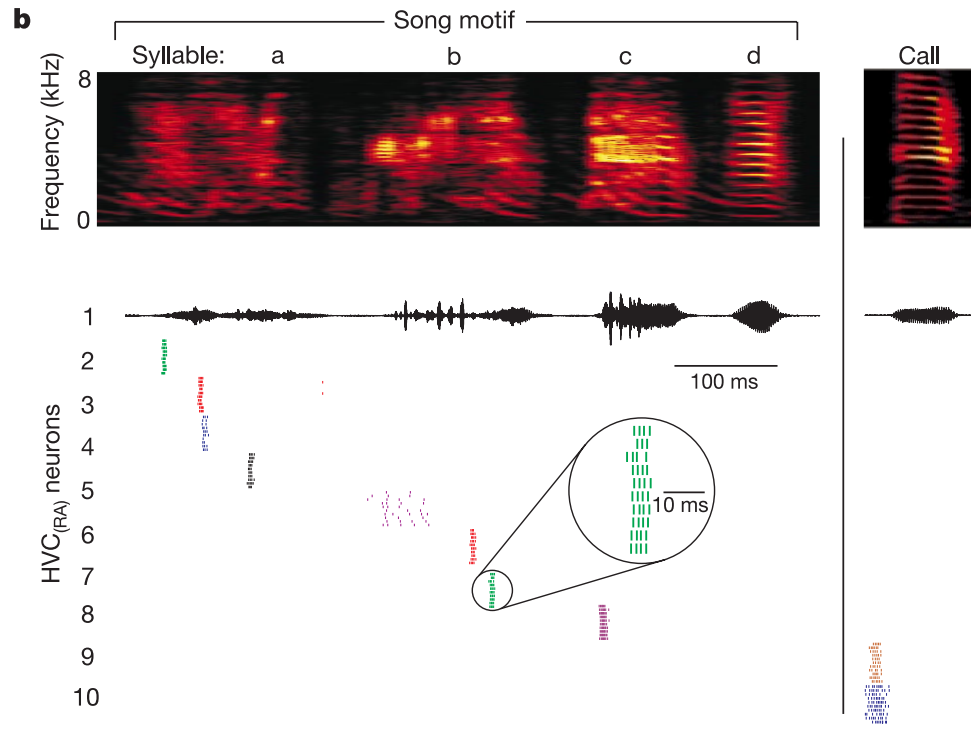 b
Song motif
Syllable: a b c d Call
Frequency (kHz)
8
0
1
2
3
4
5
6
7
8
9
10
HVC(RA) neurons
100 ms
10 ms